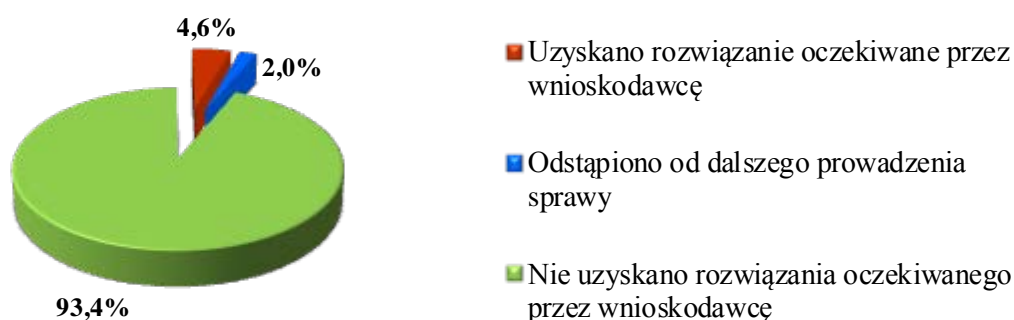 4,6%
2,0%
93,4%
Uzyskano rozwiązanie oczekiwane przez
wnioskodawcę
Odstąpiono od dalszego prowadzenia
sprawy
Nie uzyskano rozwiązania oczekiwanego
przez wnioskodawcę